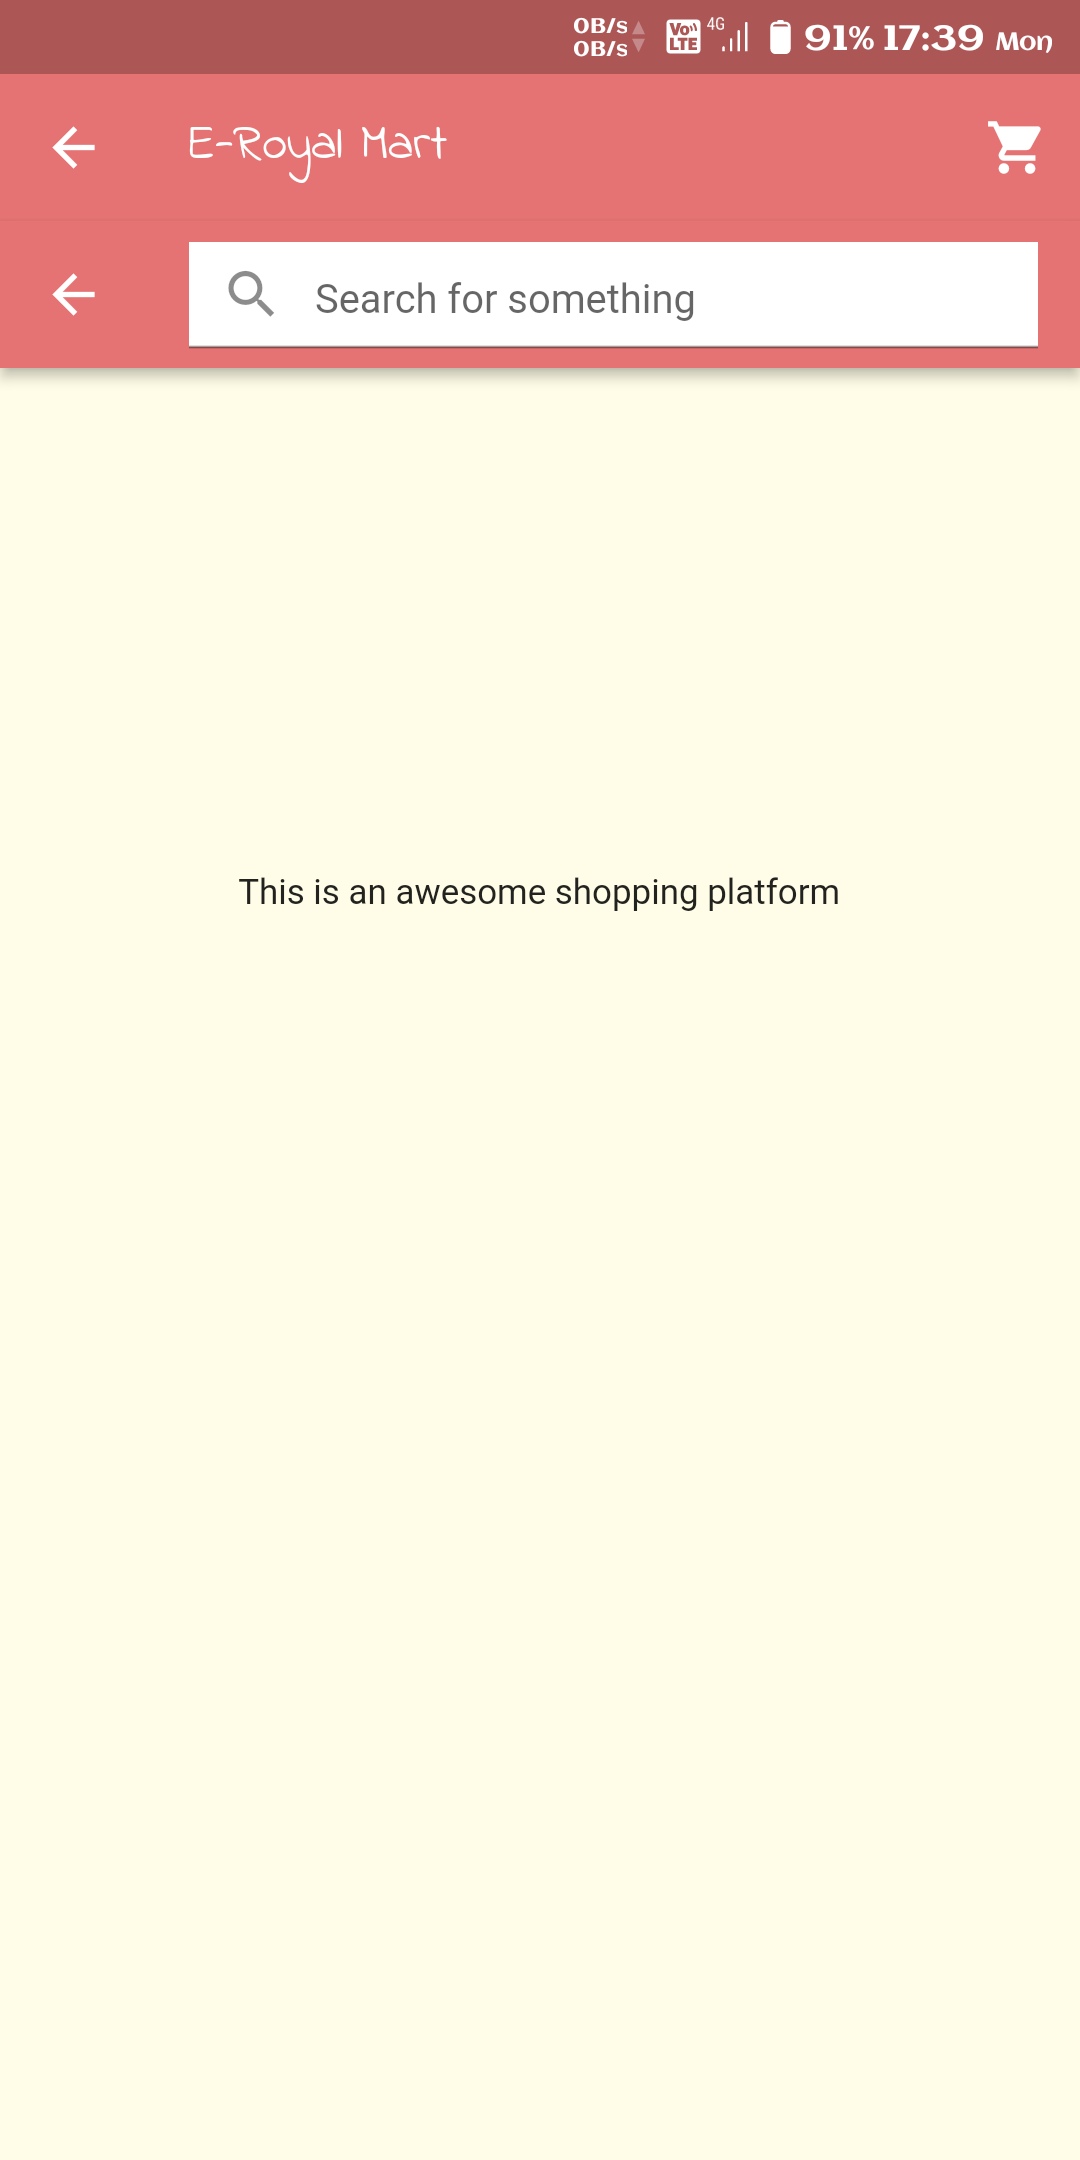 0B/s
0B/s
Vo LTE
4G
91% 17:39 Mon
E-Royal Mart
Search for something
This is an awesome shopping platform